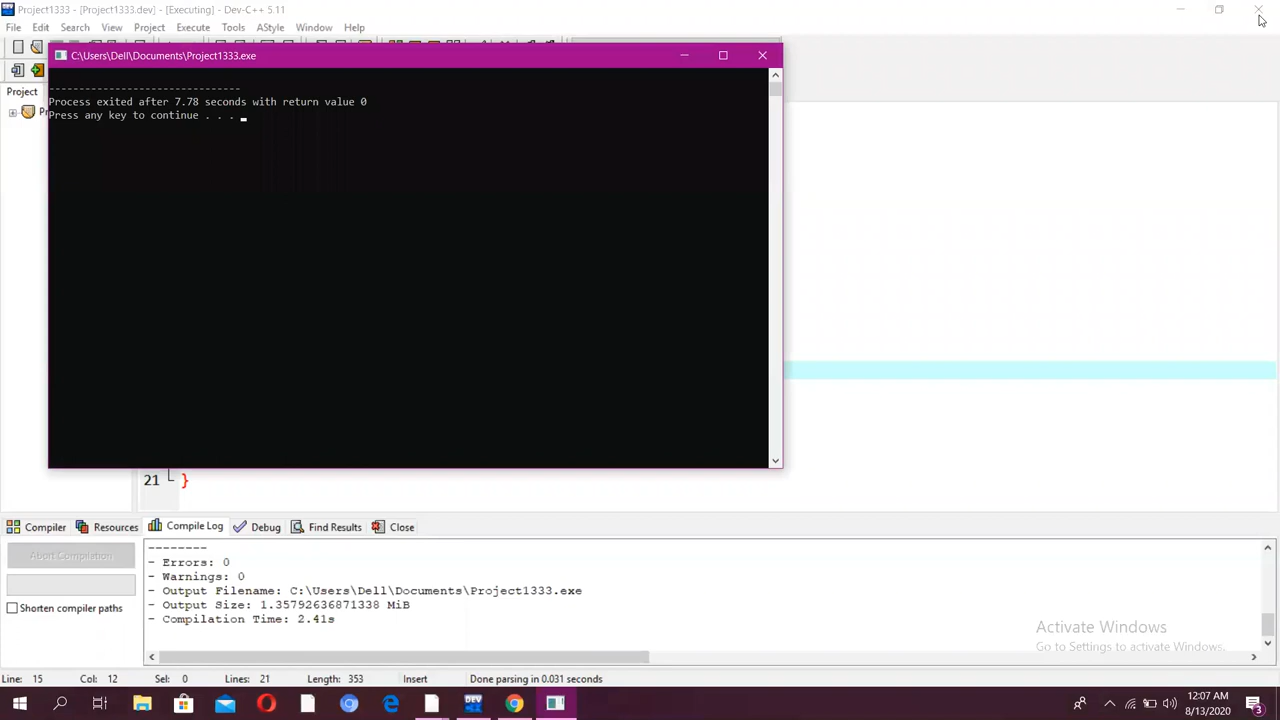 Project1333 - [Project1333.dev] - [Executing] - Dev-C++ 5.11
File Edit Search View Project Execute Tools AStyle Window Help
C:\Users\Dell\Documents\Project1333.exe
Project
--------------------------------
Process exited after 7.78 seconds with return value 0
Press any key to continue . . .
21 }
Compiler Resources Compile Log Debug Find Results Close
Abort Compilation
Shorten compiler paths
--------
- Errors: 0
- Warnings: 0
- Output Filename: C:\Users\Dell\Documents\Project1333.exe
- Output Size: 1.35792636871338 MiB
- Compilation Time: 2.41s
Activate Windows
Go to Settings to activate Windows.
Line: 15 Col: 12 Sel: 0 Lines: 21 Length: 353 Insert Done parsing in 0.031 seconds
DEV
12:07 AM
8/13/2020
3